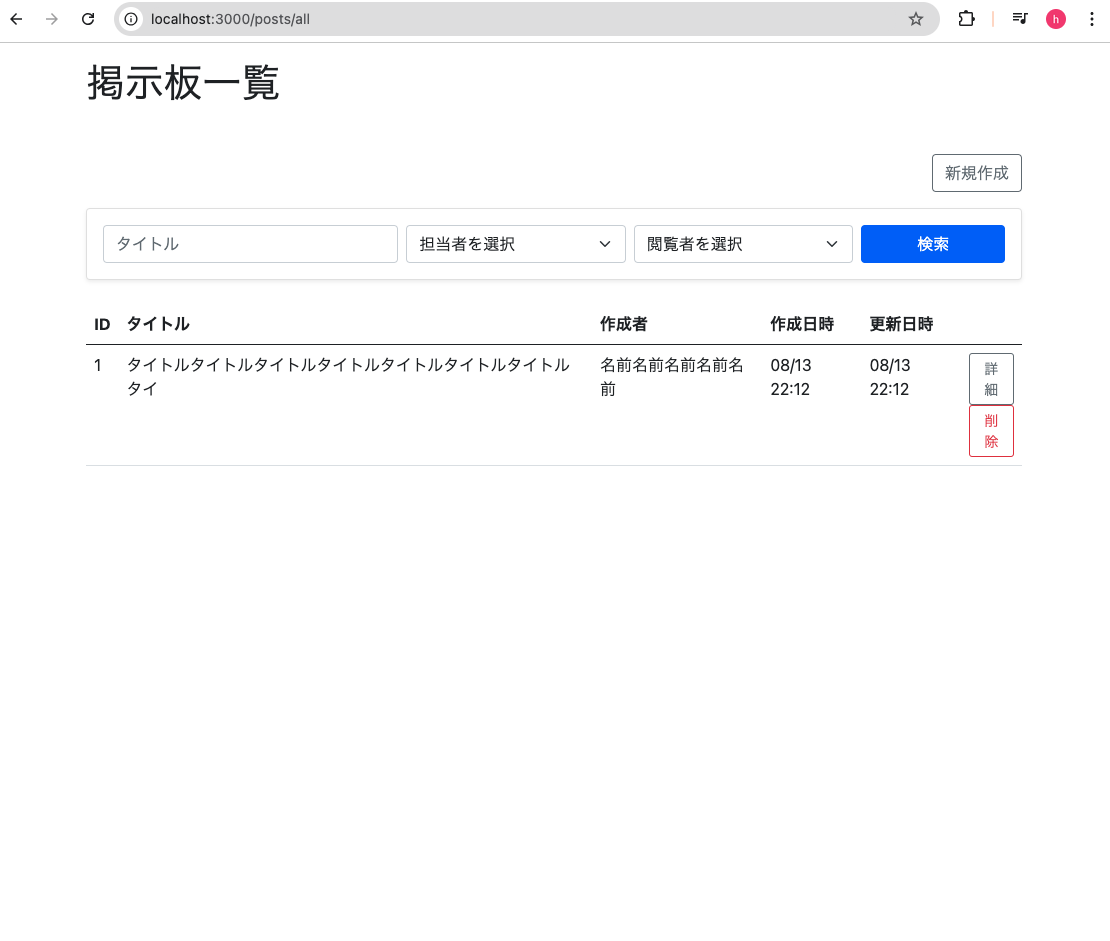 localhost:3000/posts/all
h
掲示板一覧
新規作成
タイトル 担当者を選択 閲覧者を選択 検索
ID タイトル 作成者 作成日時 更新日時
1 タイトルタイトルタイトルタイトルタイトルタイトルタイトル 名前名前名前名前名 08/13 08/13 詳
タイ 前 22:12 22:12 細
削
除